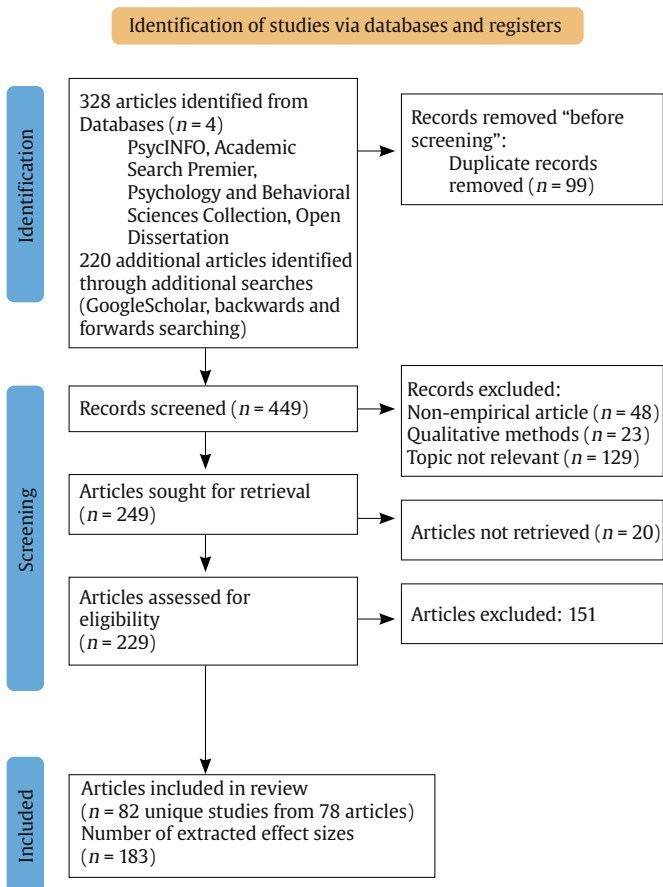 Identification of studies via databases and registers
Identification
328 articles identified from
Databases (n = 4)
PsycINFO, Academic
Search Premier,
Psychology and Behavioral
Sciences Collection, Open
Dissertation
220 additional articles identified
through additional searches
(GoogleScholar, backwards and
forwards searching)
Records removed “before
screening”:
Duplicate records
removed (n = 99)
Screening
Records screened (n = 449)
Records excluded:
Non-empirical article (n = 48)
Qualitative methods (n = 23)
Topic not relevant (n = 129)
Articles sought for retrieval
(n = 249)
Articles not retrieved (n = 20)
Articles assessed for
eligibility
(n = 229)
Articles excluded: 151
Included
Articles included in review
(n = 82 unique studies from 78 articles)
Number of extracted effect sizes
(n = 183)